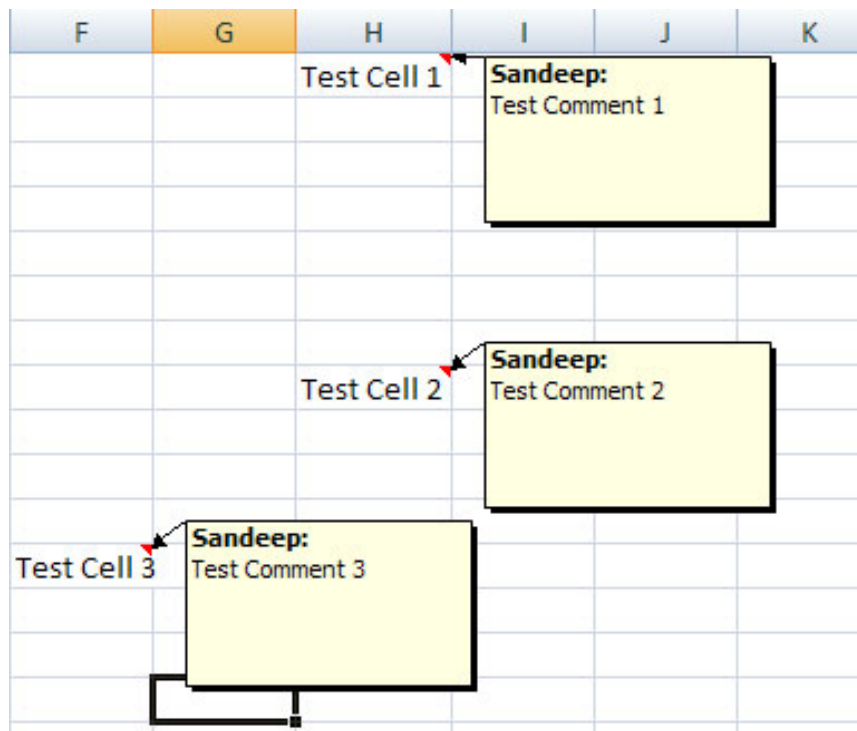 F G H I J K
Test Cell 1
Sandeep:
Test Comment 1
Test Cell 2
Sandeep:
Test Comment 2
Test Cell 3
Sandeep:
Test Comment 3